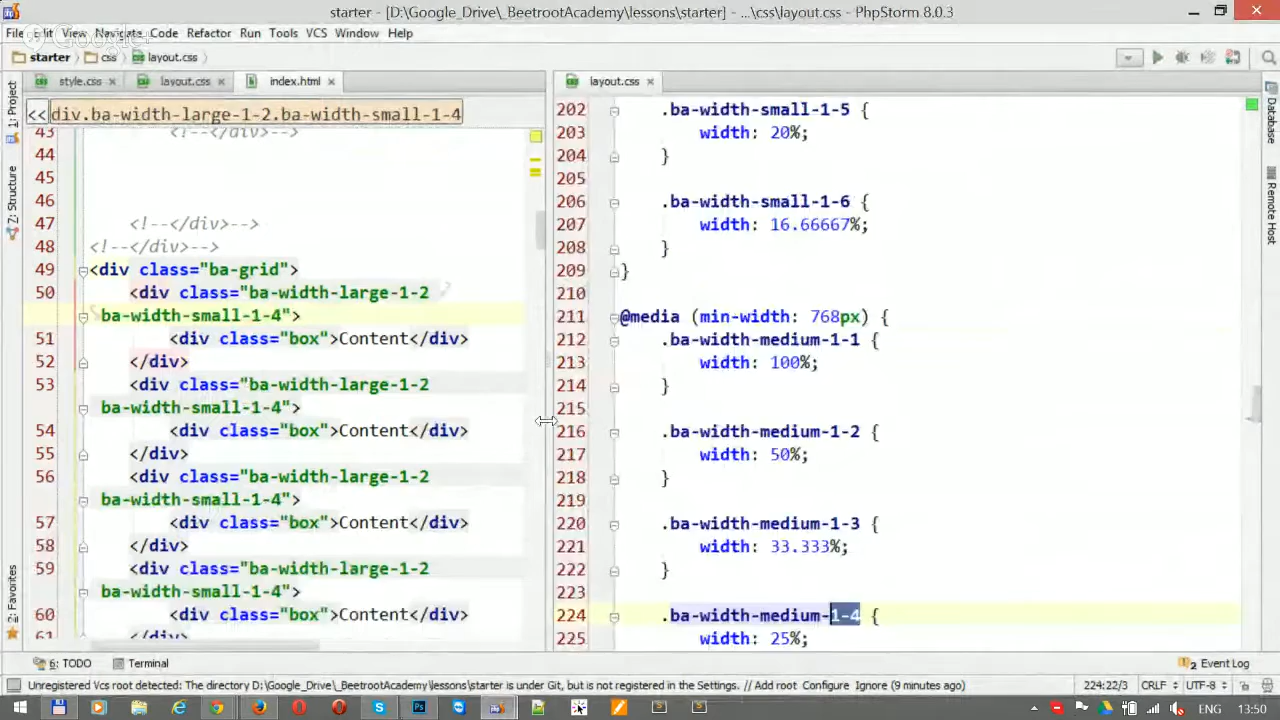 starter - [D:\Google_Drive\_BeetrootAcademy\lessons\starter] - ...\css\layout.css - PhpStorm 8.0.3
File Edit View Navigate Code Refactor Run Tools VCS Window Help
Google+
starter css layout.css
style.css layout.css index.html
layout.css
<< div.ba-width-large-1-2.ba-width-small-1-4
1: Project
Z: Structure
2: Favorites
43 <!--</div>-->
44
45
46
47 <!--</div>-->
48 <!--</div>-->
49 <div class="ba-grid">
50 <div class="ba-width-large-1-2
ba-width-small-1-4">
51 <div class="box">Content</div>
52 </div>
53 <div class="ba-width-large-1-2
ba-width-small-1-4">
54 <div class="box">Content</div>
55 </div>
56 <div class="ba-width-large-1-2
ba-width-small-1-4">
57 <div class="box">Content</div>
58 </div>
59 <div class="ba-width-large-1-2
ba-width-small-1-4">
60 <div class="box">Content</div>
61 </div>
202 .ba-width-small-1-5 {
203 width: 20%;
204 }
205
206 .ba-width-small-1-6 {
207 width: 16.66667%;
208 }
209 }
210
211 @media (min-width: 768px) {
212 .ba-width-medium-1-1 {
213 width: 100%;
214 }
215
216 .ba-width-medium-1-2 {
217 width: 50%;
218 }
219
220 .ba-width-medium-1-3 {
221 width: 33.333%;
222 }
223
224 .ba-width-medium-1-4 {
225 width: 25%;
Database
Remote Host
6: TODO Terminal 2 Event Log
Unregistered Vcs root detected: The directory D:\Google_Drive\_BeetrootAcademy\lessons\starter is under Git, but is not registered in the Settings. // Add root Configure Ignore (9 minutes ago) 224:22/3 CRLF UTF-8
ENG 13:50